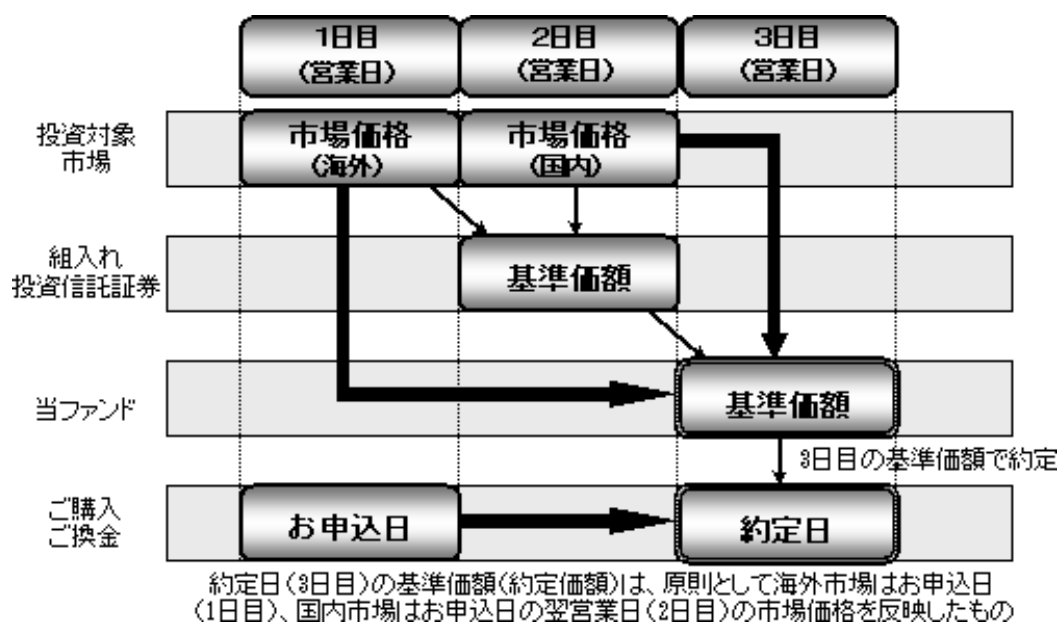 1日目
(営業日)
2日目
(営業日)
3日目
(営業日)
投資対象
市場
市場価格
(海外)
市場価格
(国内)
組入れ
投資信託証券
基準価額
当ファンド
基準価額
3日目の基準価額で約定
ご購入
ご換金
お申込日
約定日
約定日(3日目)の基準価額(約定価額)は、原則として海外市場はお申込日
(1日目)、国内市場はお申込日の翌営業日(2日目)の市場価格を反映したもの